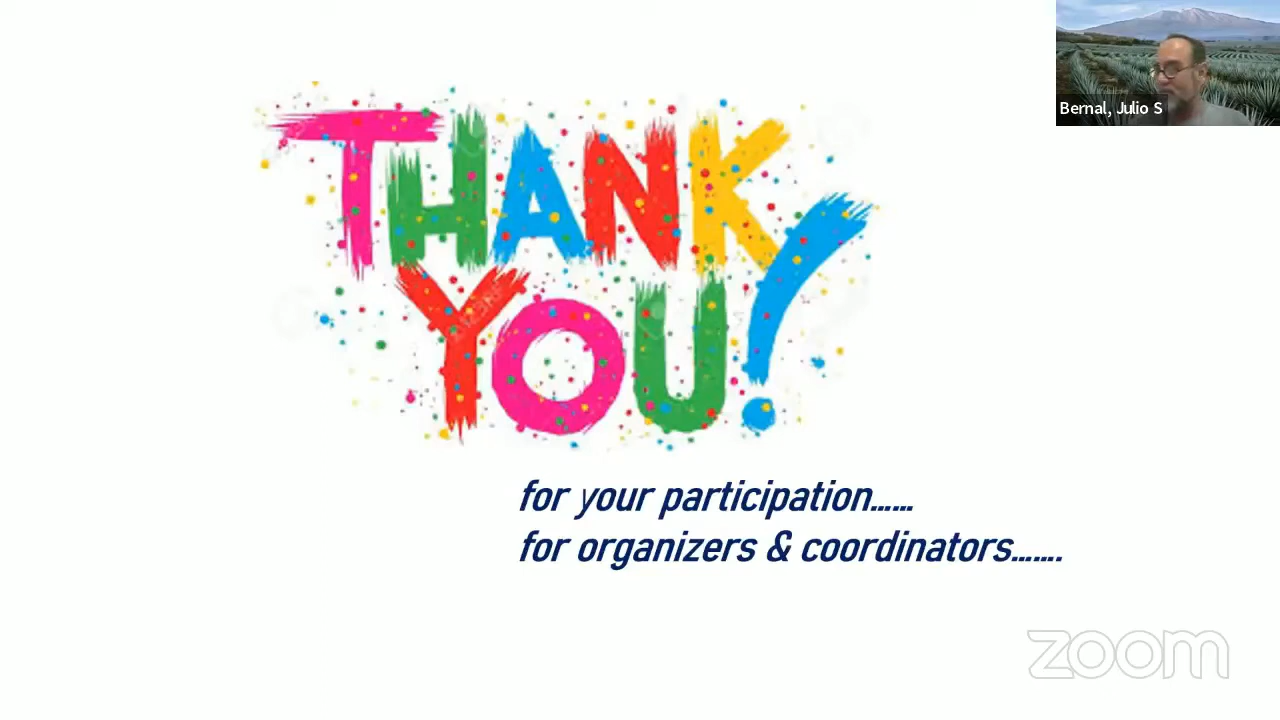 Bernal, Julio S
THANK
YOU!
for your participation......
for organizers & coordinators.......
zoom